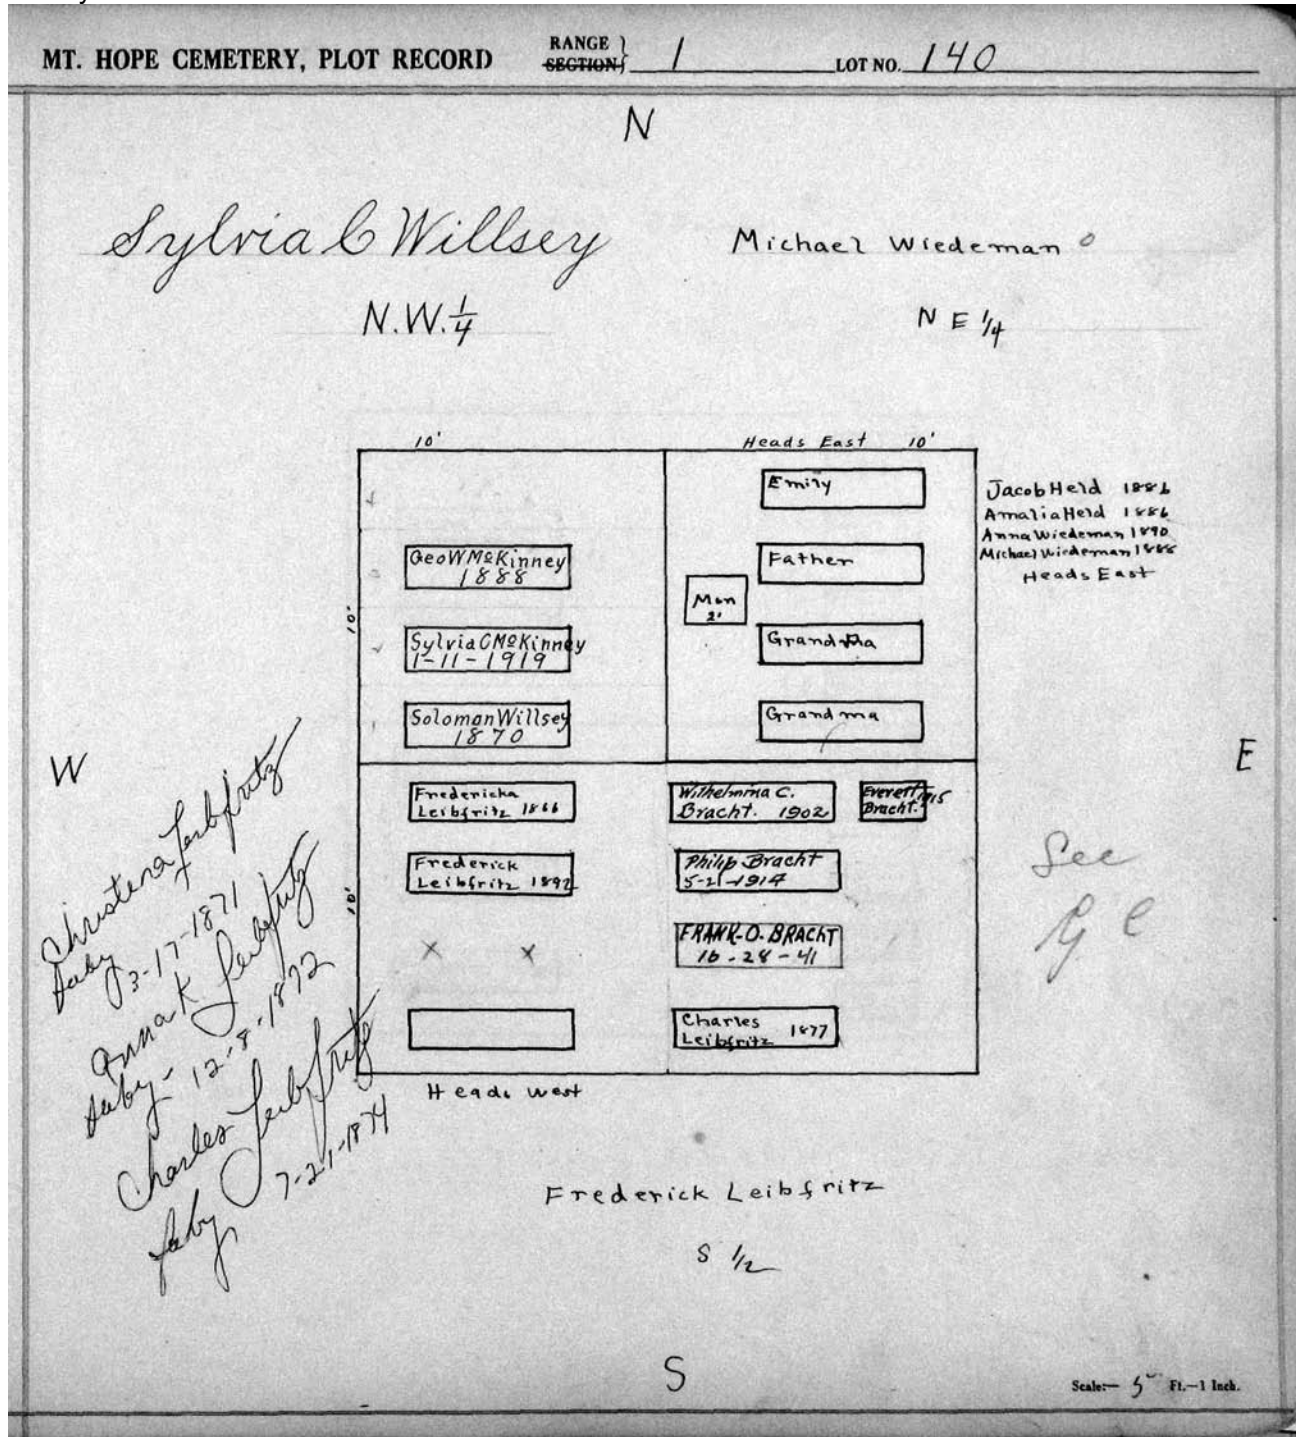 MT. HOPE CEMETERY, PLOT RECORD RANGE SECTION 1 LOT NO. 140
N
Sylvia C Willsey
N.W. 1/4
Michael Wiedeman
N E 1/4
10'
Heads East 10'
10'
Geo W McKinney
1888
Sylvia C McKinney
1-11-1919
Soloman Willsey
1870
Emily
Father
Mon
2'
Grandma
Grandma
Jacob Held 1886
Amalia Held 1886
Anna Wiedeman 1890
Michael Wiedeman 1888
Heads East
W
E
10'
Fredericka
Leibfritz 1866
Frederick
Leibfritz 1892
X X
Wilhelmina C.
Bracht. 1902
Everett 1915
Bracht.
Philip Bracht
5-21-1914
FRANK-O. BRACHT
10-28-41
Charles
Leibfritz 1877
Heads West
See
G C
Christena Leibfritz
baby 3-17-1871
Anna K Leibfritz
baby- 12-8-1872
Charles Leibfritz
baby 7-21-1874
Frederick Leibfritz
S 1/2
S
Scale:— 5 Ft.—1 Inch.